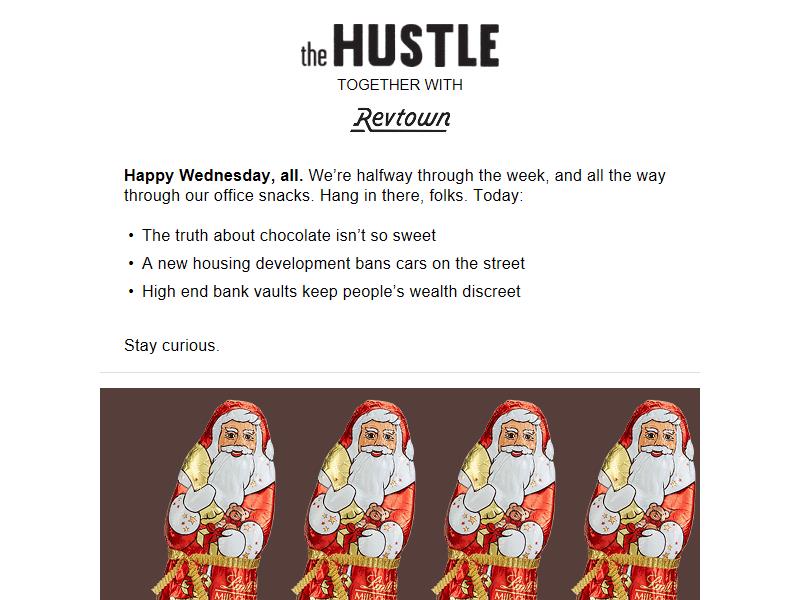 the HUSTLE
TOGETHER WITH
Revtown
Happy Wednesday, all. We’re halfway through the week, and all the way
through our office snacks. Hang in there, folks. Today:
• The truth about chocolate isn’t so sweet
• A new housing development bans cars on the street
• High end bank vaults keep people’s wealth discreet
Stay curious.